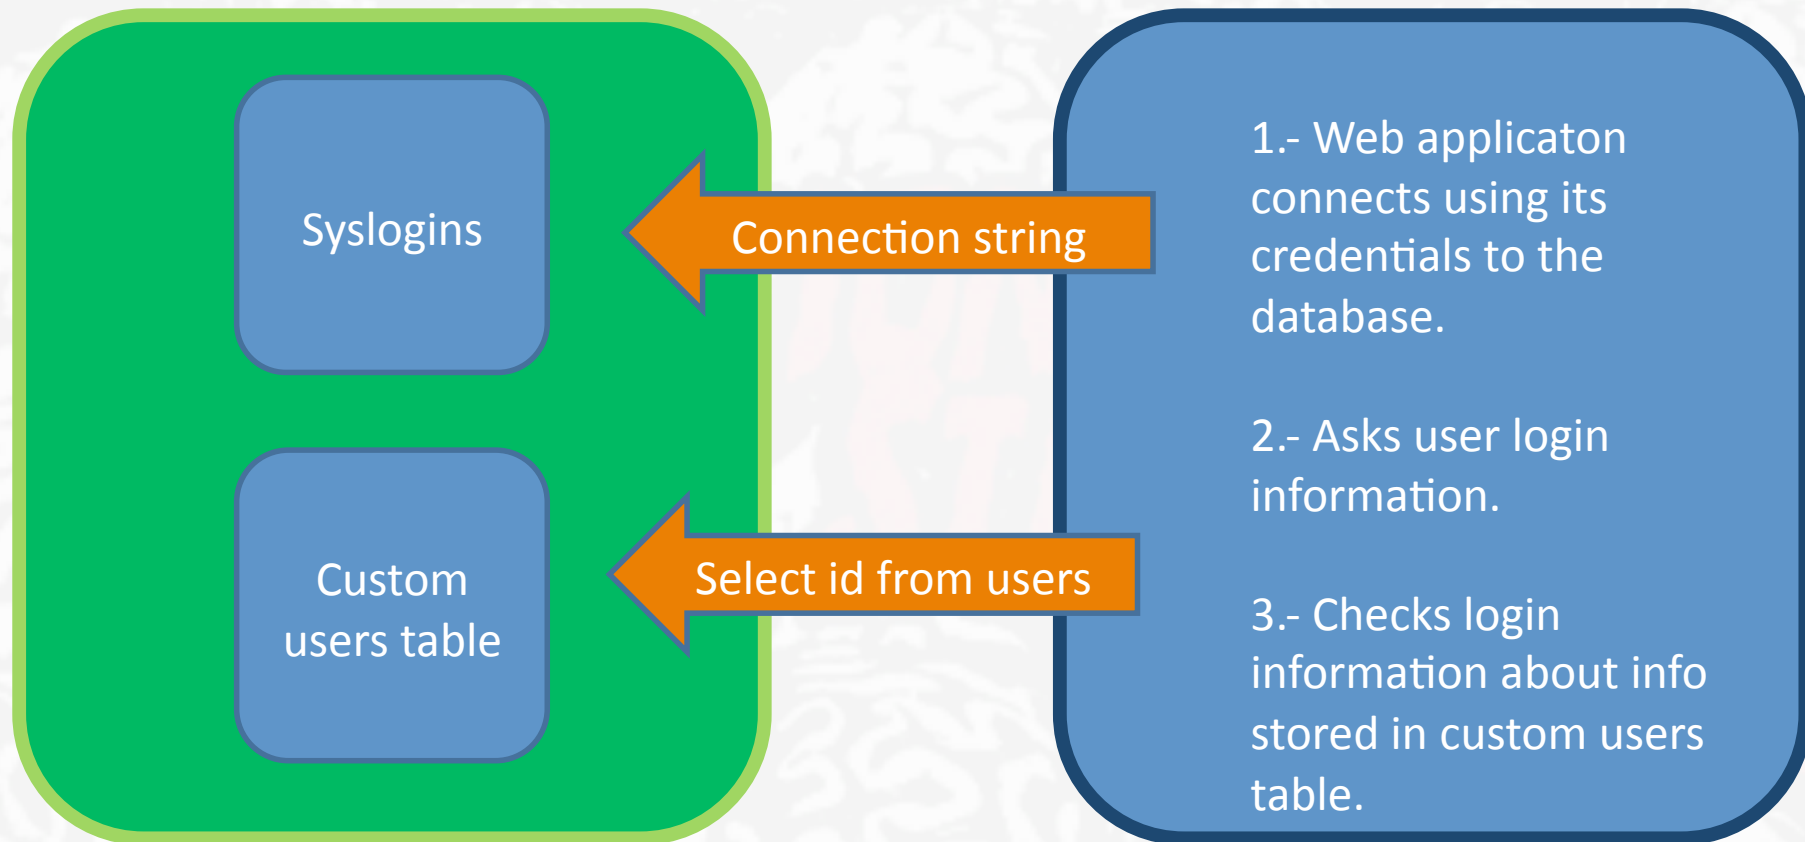 Syslogins
Connection string
Custom
users table
Select id from users
1.- Web applicaton
connects using its
credentials to the
database.
2.- Asks user login
information.
3.- Checks login
information about info
stored in custom users
table.